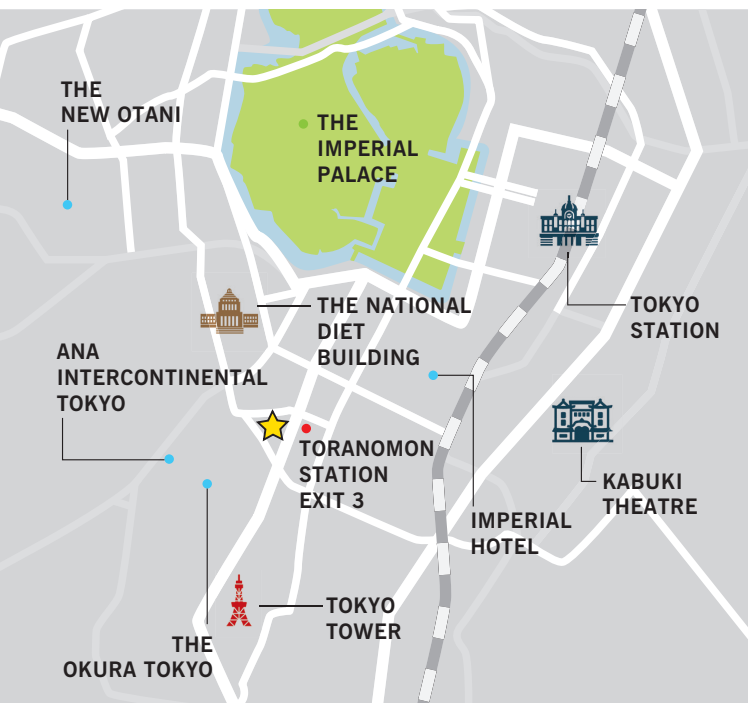 THE
NEW OTANI
THE
IMPERIAL
PALACE
THE NATIONAL
DIET
BUILDING
TOKYO
STATION
ANA
INTERCONTINENTAL
TOKYO
TORANOMON
STATION
EXIT 3
KABUKI
THEATRE
IMPERIAL
HOTEL
TOKYO
TOWER
THE
OKURA TOKYO